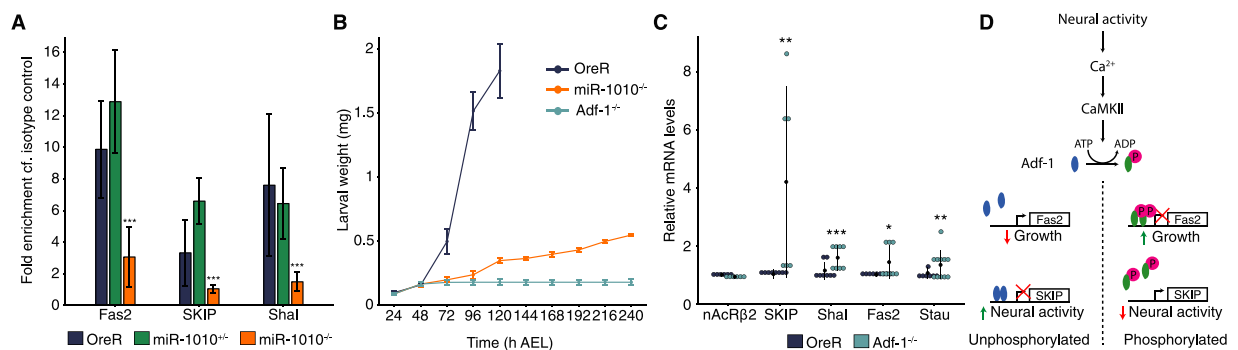 A
Fold enrichment cf. isotype control
16
14
12
10
8
6
4
2
0
***
***
***
Fas2 SKIP Shal
OreR miR-1010+/- miR-1010-/-
B
Larval weight (mg)
2
1.5
1
0.5
0
OreR
miR-1010-/-
Adf-1-/-
24 48 72 96 120 144 168 192 216 240
Time (h AEL)
C
Relative mRNA levels
8
6
4
2
0
**
***
*
**
nAcRβ2 SKIP Shal Fas2 Stau
OreR Adf-1-/-
D
Neural activity
Ca2+
CaMKII
ATP ADP
Adf-1 P
Fas2 P P Fas2
Growth Growth
P P
SKIP SKIP
Neural activity Neural activity
Unphosphorylated Phosphorylated